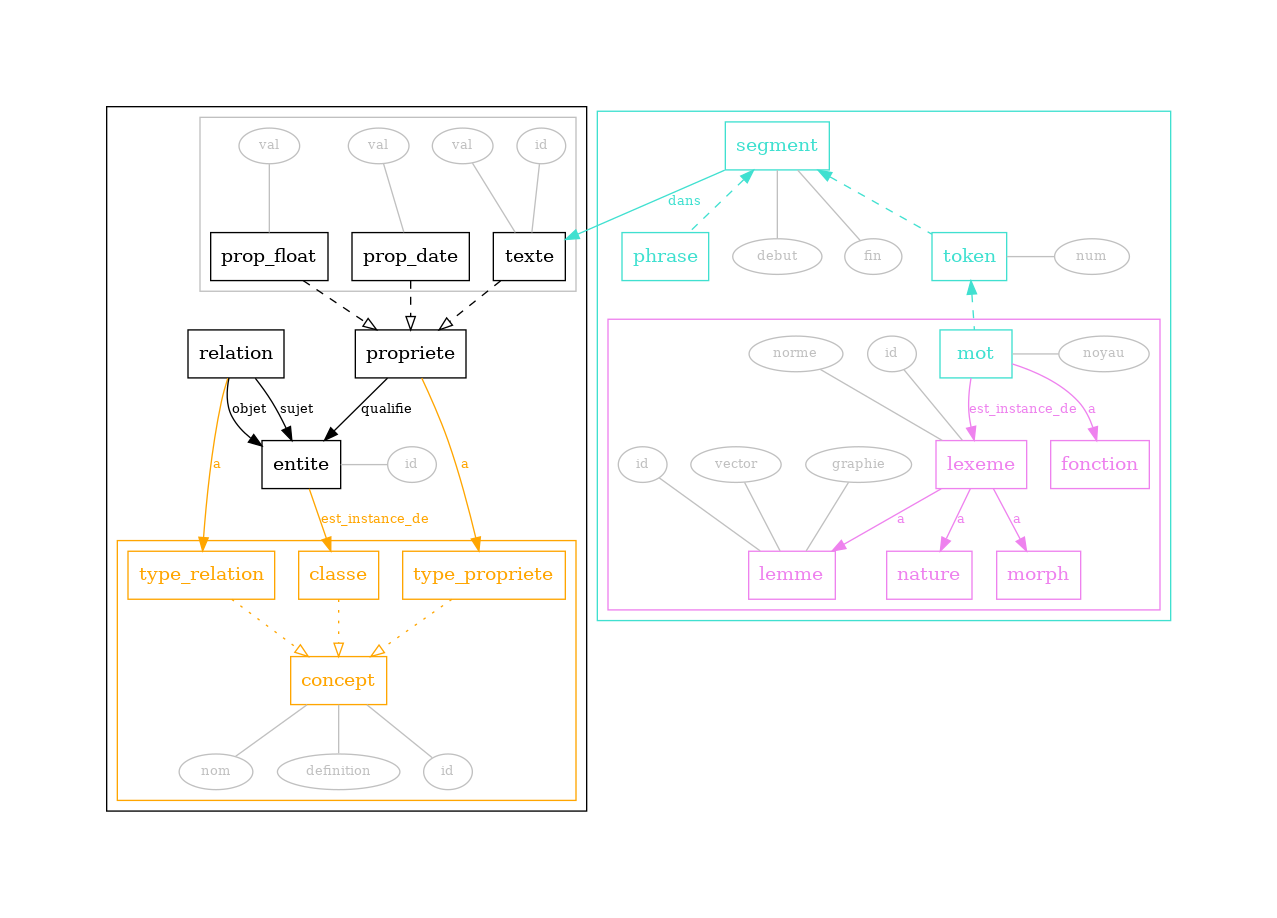 val
val
val
id
prop_float
prop_date
texte
relation
propriete
objet
sujet
qualifie
entite
id
a
a
est_instance_de
type_relation
classe
type_propriete
concept
nom
definition
id
segment
dans
phrase
debut
fin
token
num
norme
id
mot
noyau
est_instance_de
a
id
vector
graphie
lexeme
fonction
a
a
a
lemme
nature
morph